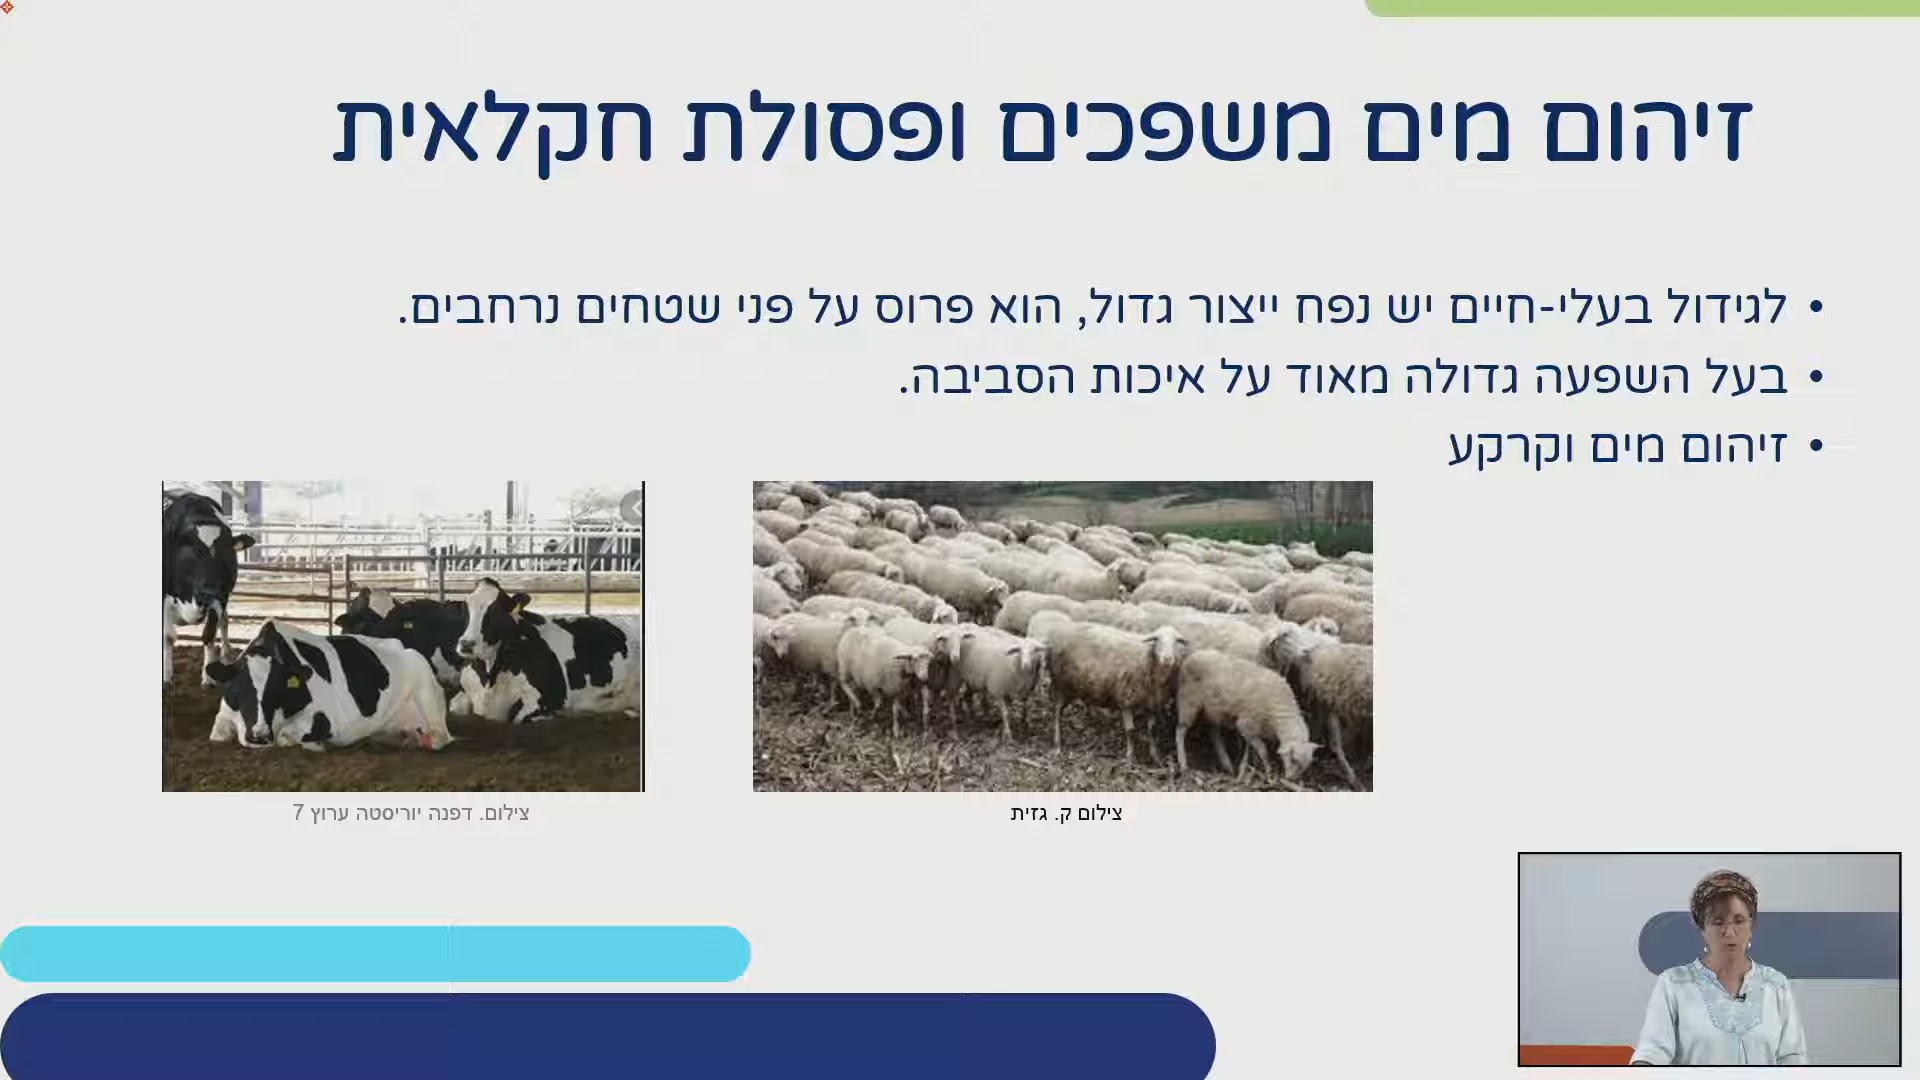 זיהום מים משפכים ופסולת חקלאית
• לגידול בעלי-חיים יש נפח ייצור גדול, הוא פרוס על פני שטחים נרחבים.
• בעל השפעה גדולה מאוד על איכות הסביבה.
• זיהום מים וקרקע
צילום ק. גזית
צילום. דפנה יוריסטה ערוץ 7